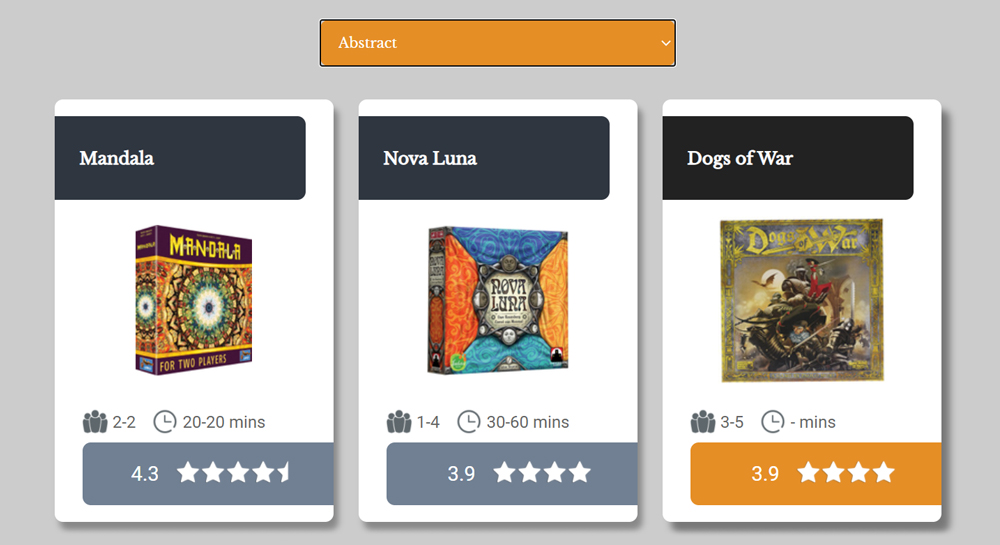 Abstract
Mandala
Nova Luna
Dogs of War
MANDALA
FOR TWO PLAYERS
NOVA
LUNA
Dogs of War
2-2 20-20 mins
1-4 30-60 mins
3-5 - mins
4.3
3.9
3.9